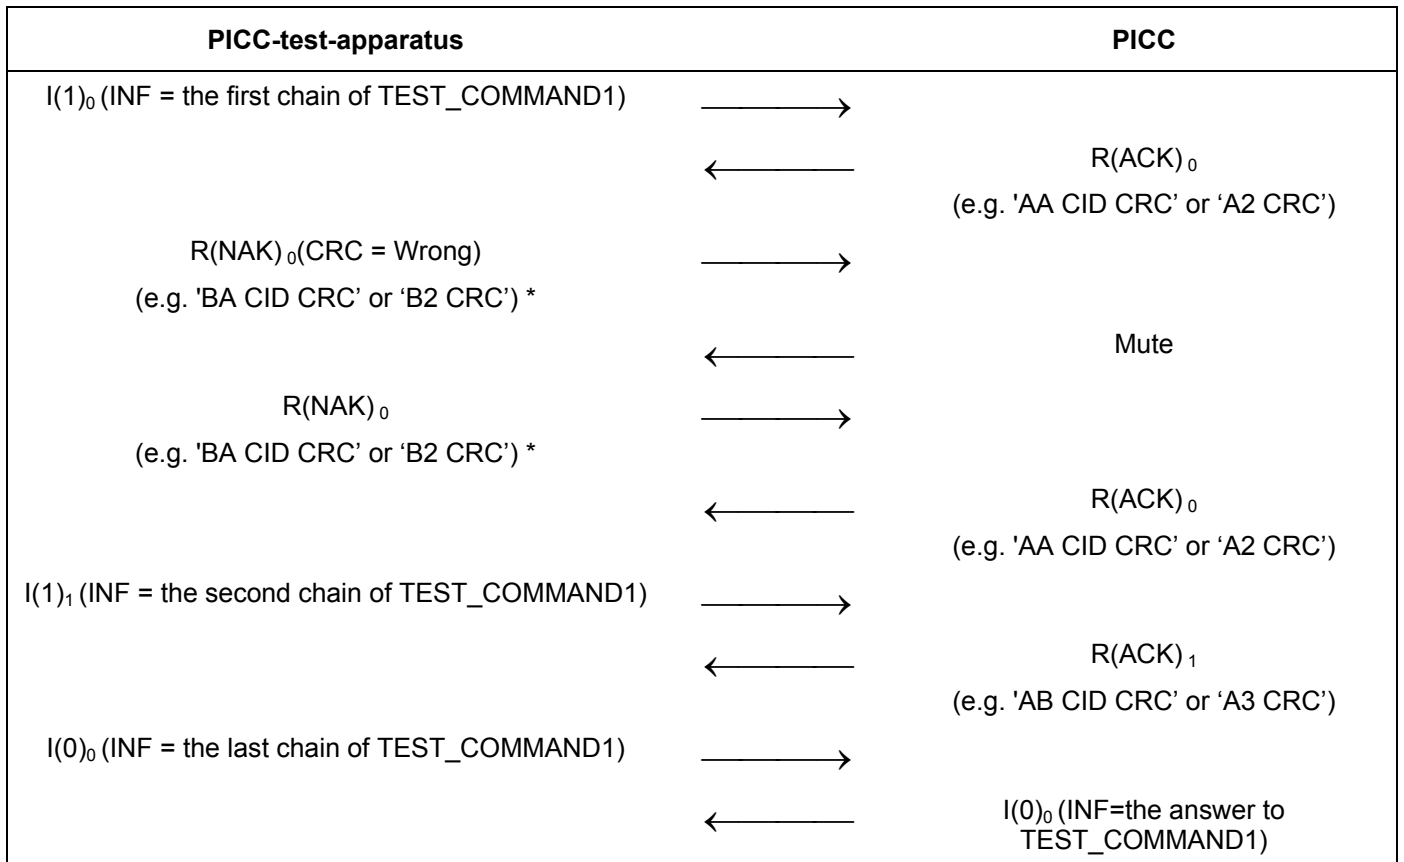 PICC-test-apparatus PICC
I(1)₀ (INF = the first chain of TEST_COMMAND1)
R(ACK) ₀
(e.g. 'AA CID CRC’ or ‘A2 CRC’)
R(NAK) ₀(CRC = Wrong)
(e.g. 'BA CID CRC’ or ‘B2 CRC’) *
Mute
R(NAK) ₀
(e.g. 'BA CID CRC’ or ‘B2 CRC’) *
R(ACK) ₀
(e.g. 'AA CID CRC’ or ‘A2 CRC’)
I(1)₁ (INF = the second chain of TEST_COMMAND1)
R(ACK) ₁
(e.g. 'AB CID CRC’ or ‘A3 CRC’)
I(0)₀ (INF = the last chain of TEST_COMMAND1)
I(0)₀ (INF=the answer to
TEST_COMMAND1)